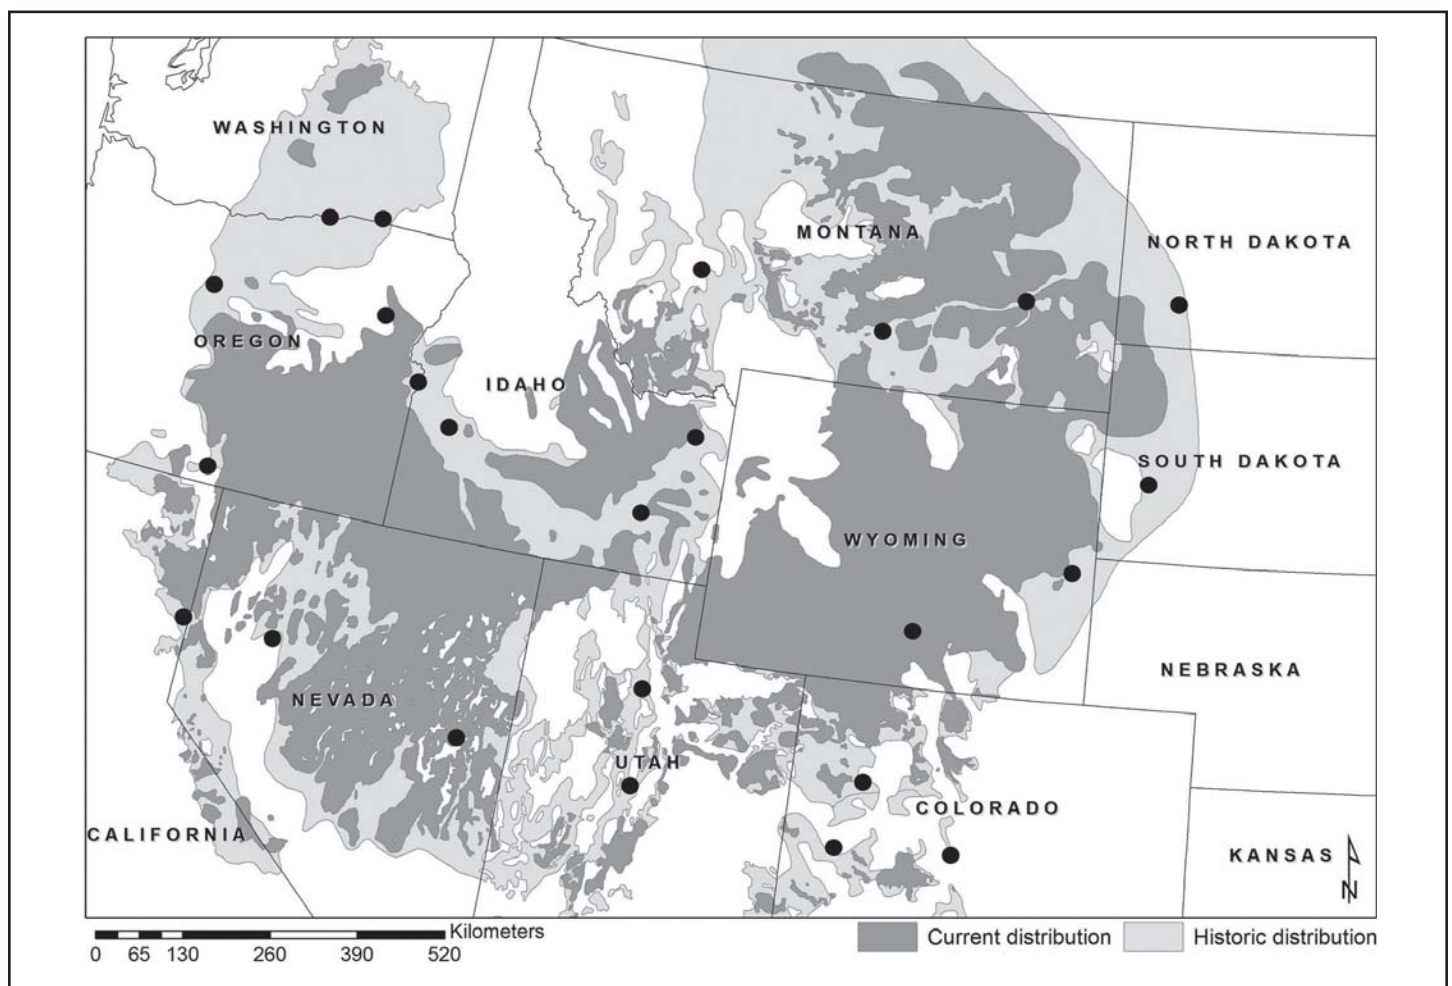 WASHINGTON
MONTANA
NORTH DAKOTA
OREGON
IDAHO
SOUTH DAKOTA
WYOMING
NEBRASKA
NEVADA
UTAH
COLORADO
CALIFORNIA
KANSAS
N
Kilometers
0 65 130 260 390 520
Current distribution
Historic distribution